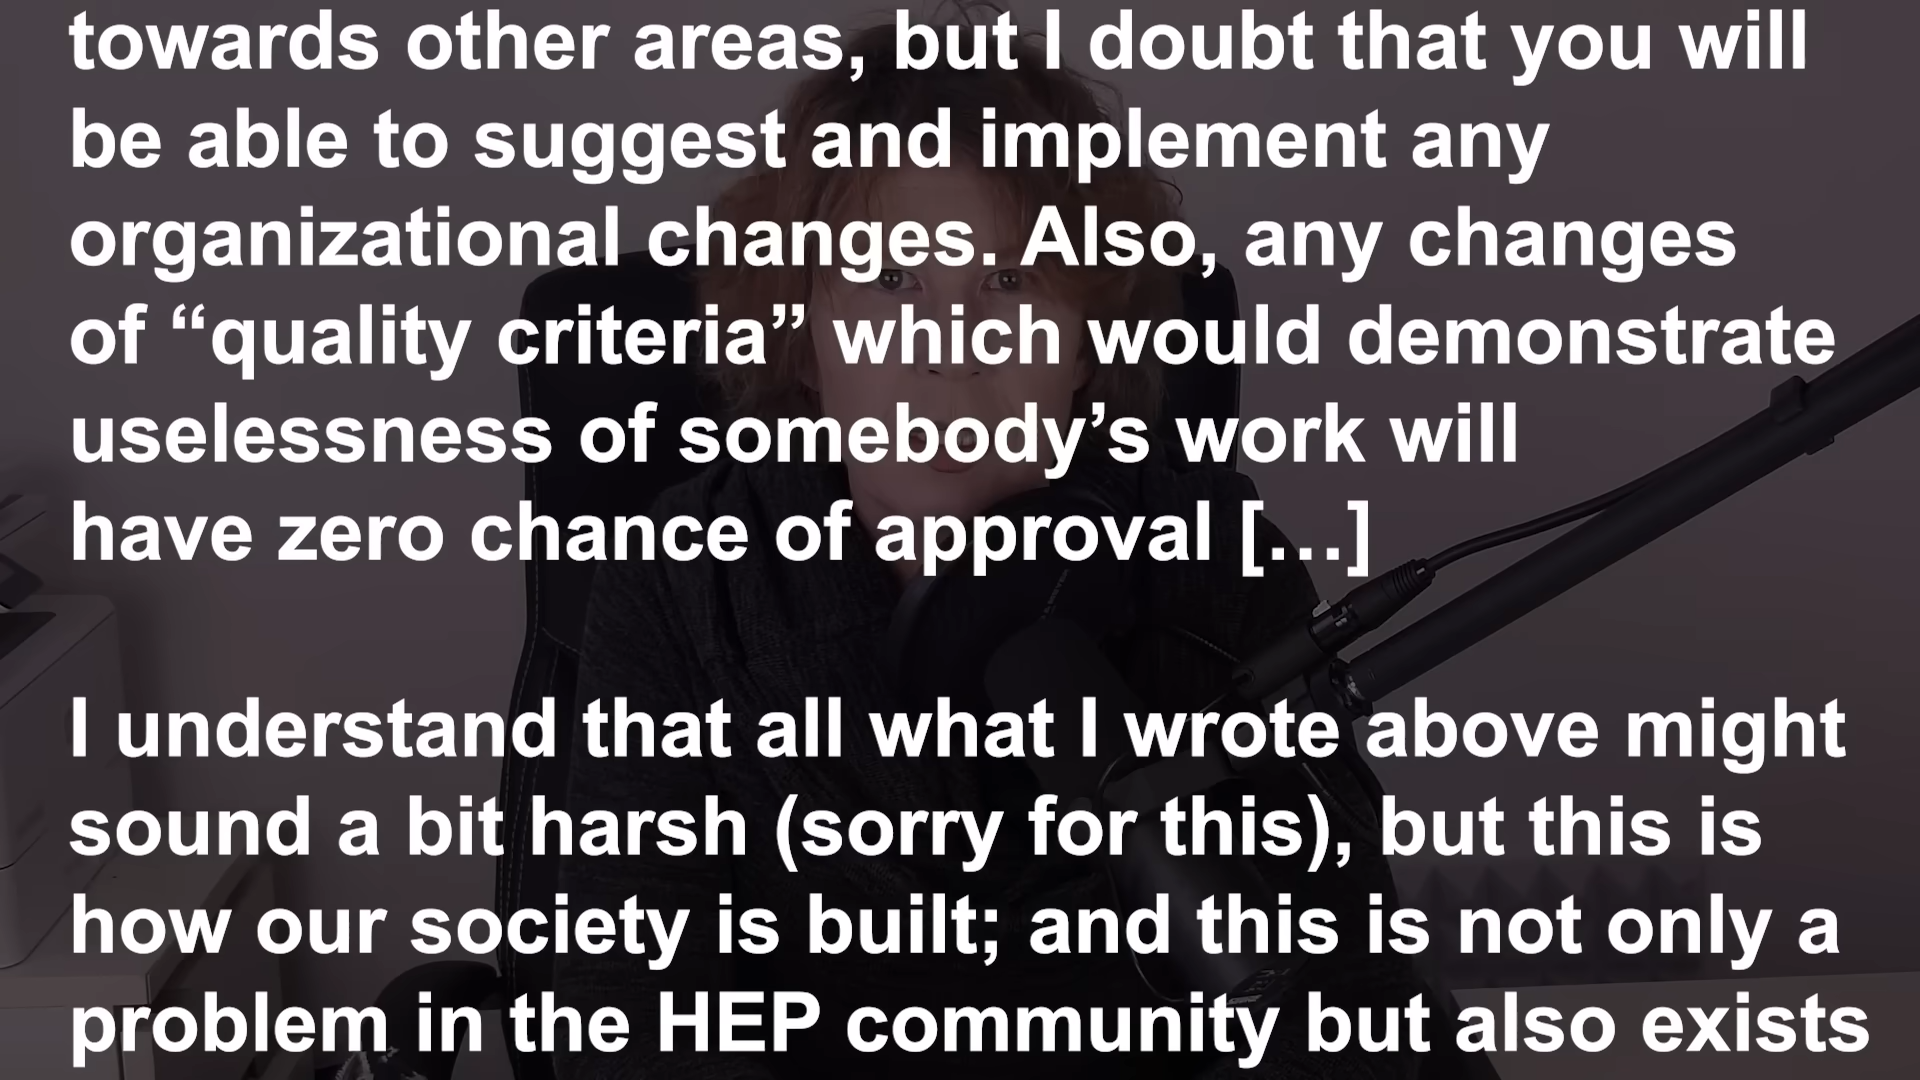 towards other areas, but I doubt that you will
be able to suggest and implement any
organizational changes. Also, any changes
of “quality criteria” which would demonstrate
uselessness of somebody’s work will
have zero chance of approval […]
I understand that all what I wrote above might
sound a bit harsh (sorry for this), but this is
how our society is built; and this is not only a
problem in the HEP community but also exists